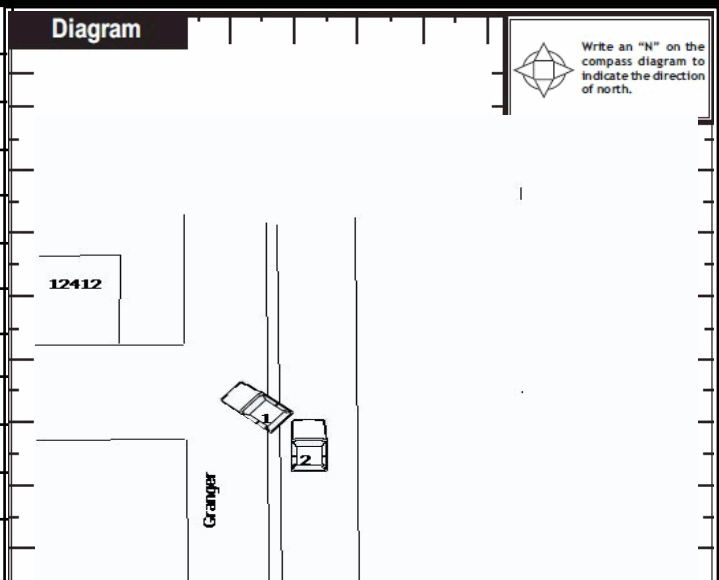 Diagram
Write an “N” on the
compass diagram to
indicate the direction
of north.
12412
1
2
Granger